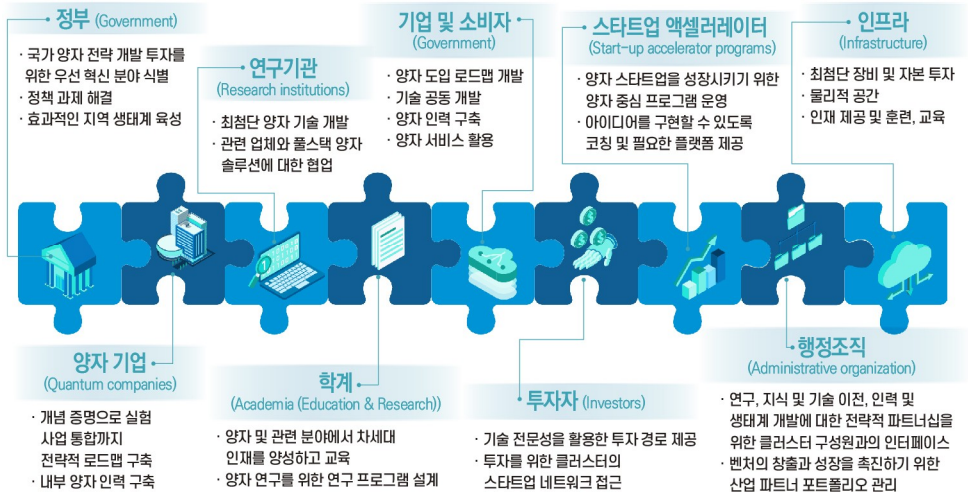 정부 (Government)
· 국가 양자 전략 개발 투자를
위한 우선 혁신 분야 식별
· 정책 과제 해결
· 효과적인 지역 생태계 육성
연구기관
(Research institutions)
· 최첨단 양자 기술 개발
· 관련 업체와 풀스택 양자
솔루션에 대한 협업
기업 및 소비자
(Government)
· 양자 도입 로드맵 개발
· 기술 공동 개발
· 양자 인력 구축
· 양자 서비스 활용
스타트업 액셀러레이터
(Start-up accelerator programs)
· 양자 스타트업을 성장시키기 위한
양자 중심 프로그램 운영
· 아이디어를 구현할 수 있도록
코칭 및 필요한 플랫폼 제공
인프라
(Infrastructure)
· 최첨단 장비 및 자본 투자
· 물리적 공간
· 인재 제공 및 훈련, 교육
양자 기업
(Quantum companies)
· 개념 증명으로 실험
사업 통합까지
전략적 로드맵 구축
· 내부 양자 인력 구축
학계
(Academia (Education & Research))
· 양자 및 관련 분야에서 차세대
인재를 양성하고 교육
· 양자 연구를 위한 연구 프로그램 설계
투자자 (Investors)
· 기술 전문성을 활용한 투자 경로 제공
· 투자를 위한 클러스터의
스타트업 네트워크 접근
행정조직
(Administrative organization)
· 연구, 지식 및 기술 이전, 인력 및
생태계 개발에 대한 전략적 파트너십을
위한 클러스터 구성원과의 인터페이스
· 벤처의 창출과 성장을 촉진하기 위한
산업 파트너 포트폴리오 관리